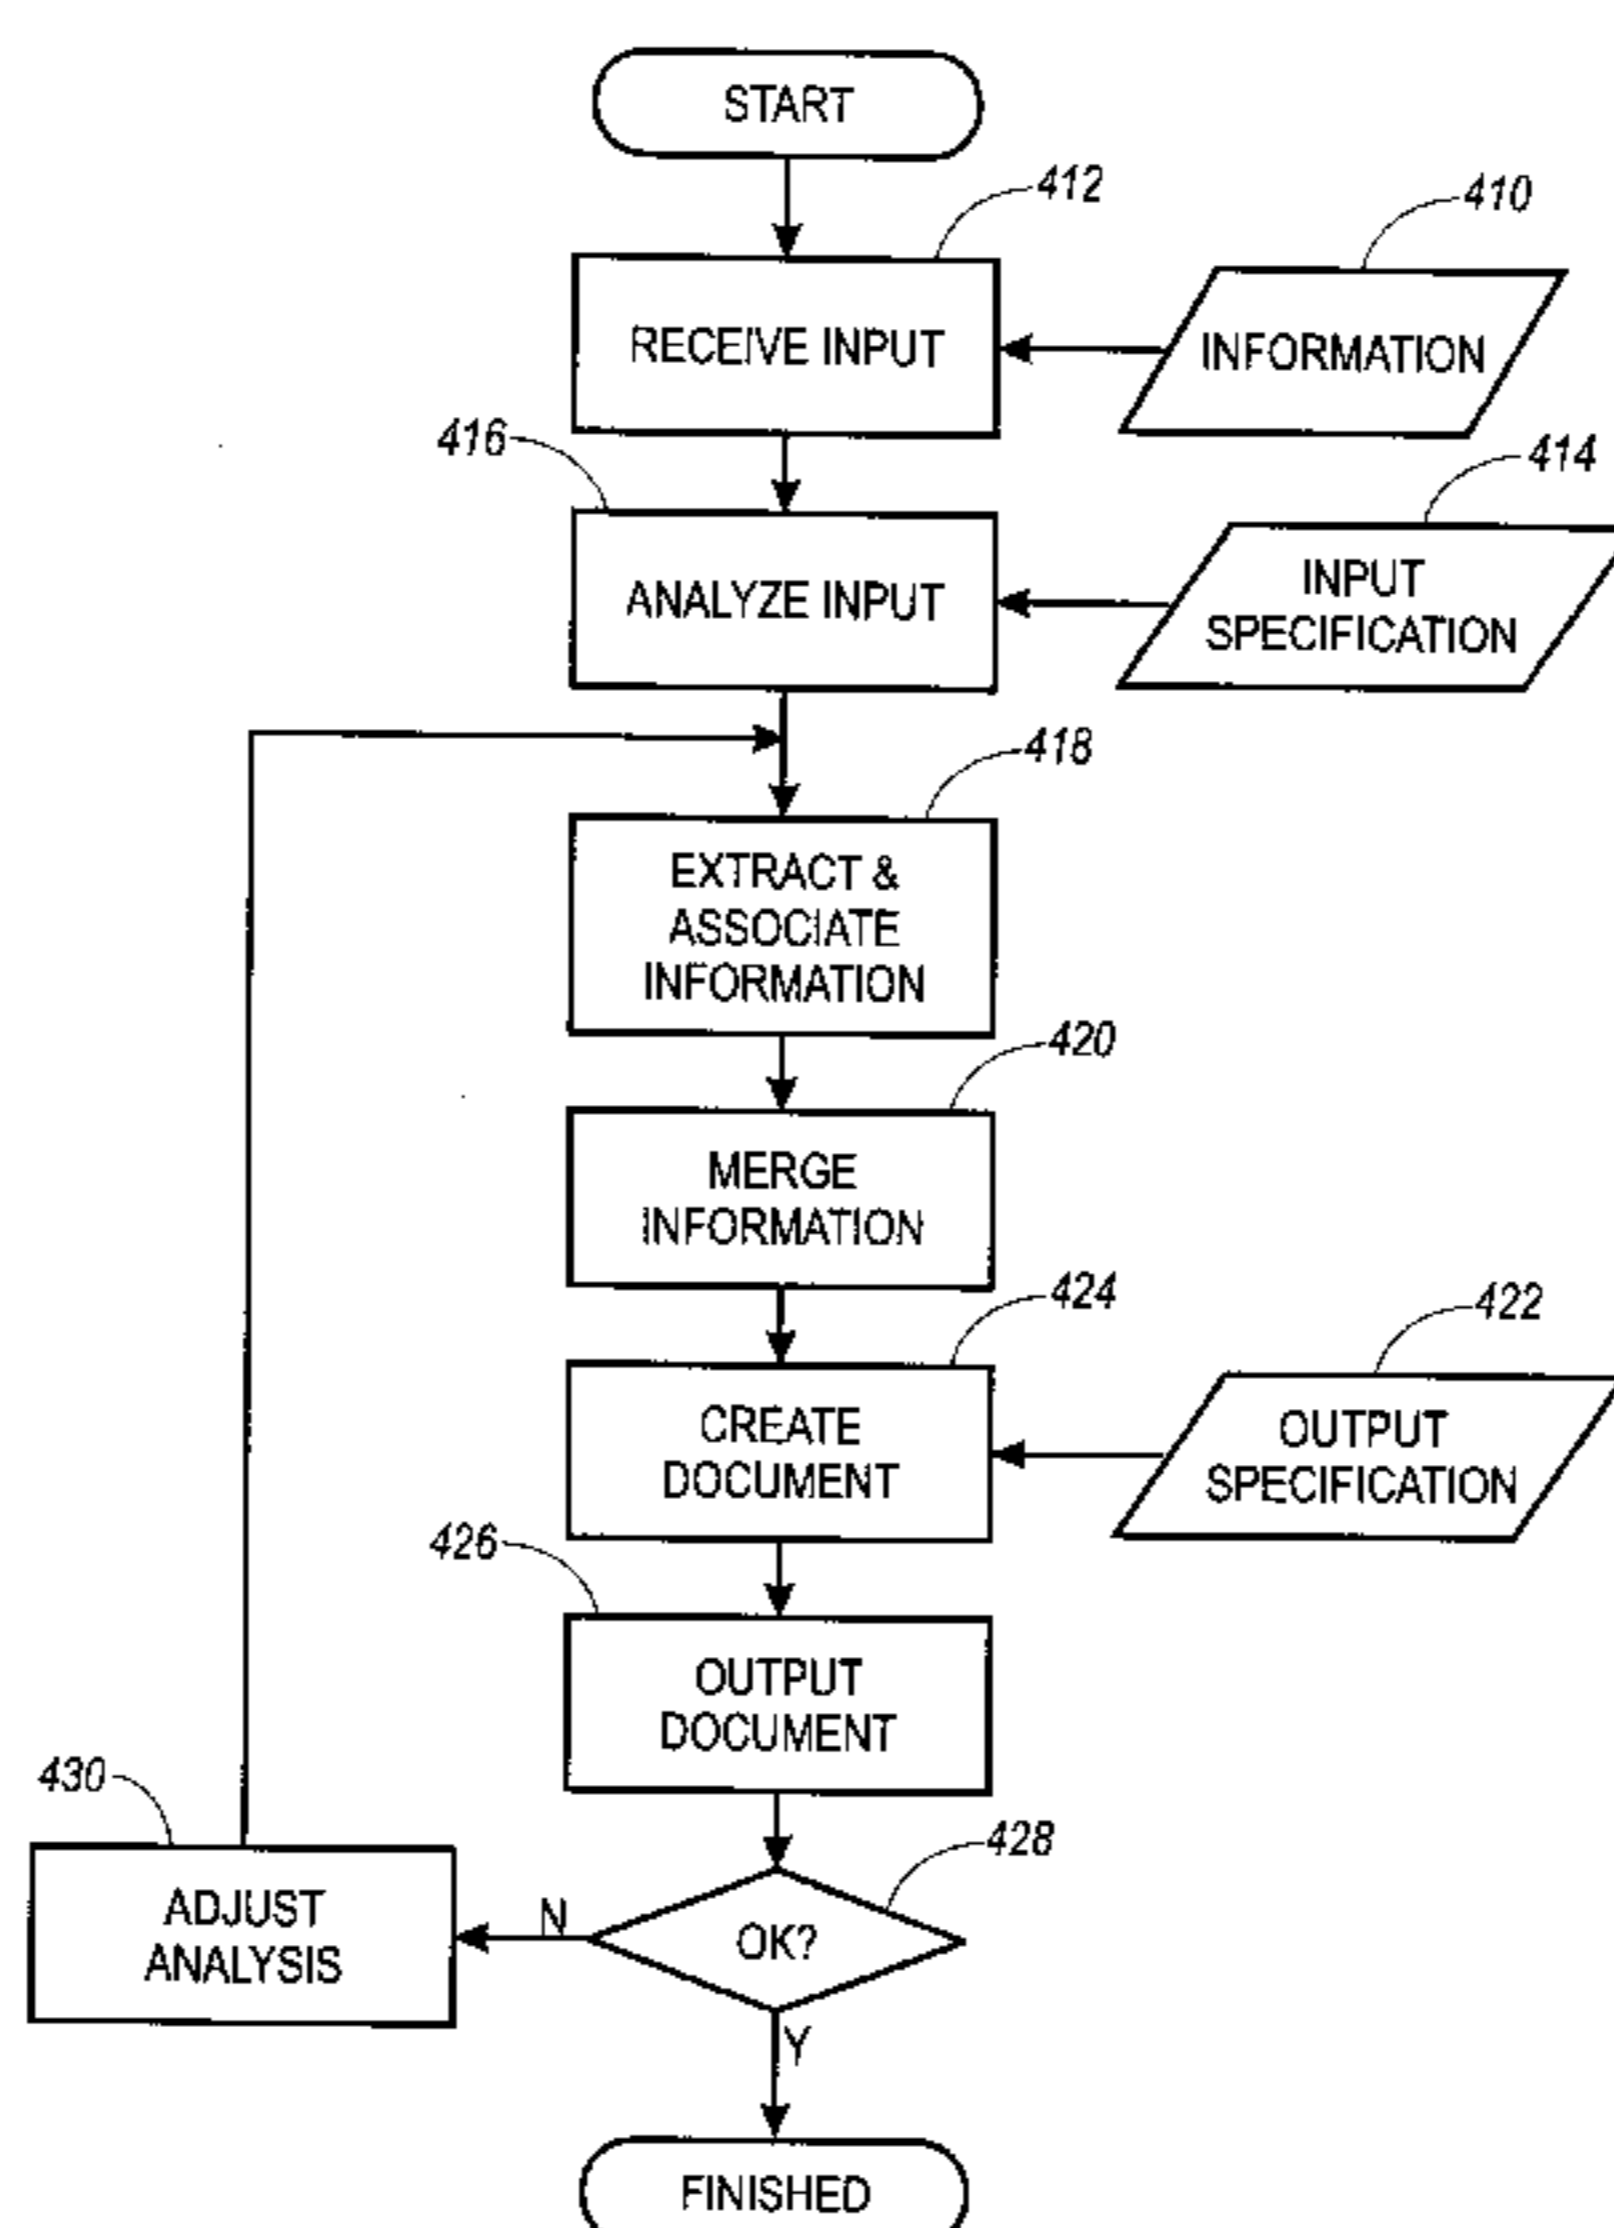 START
412
410
RECEIVE INPUT
INFORMATION
416
414
ANALYZE INPUT
INPUT
SPECIFICATION
418
EXTRACT &
ASSOCIATE
INFORMATION
420
MERGE
INFORMATION
424
422
CREATE
DOCUMENT
OUTPUT
SPECIFICATION
426
OUTPUT
DOCUMENT
430
428
ADJUST
ANALYSIS
N
OK?
Y
FINISHED